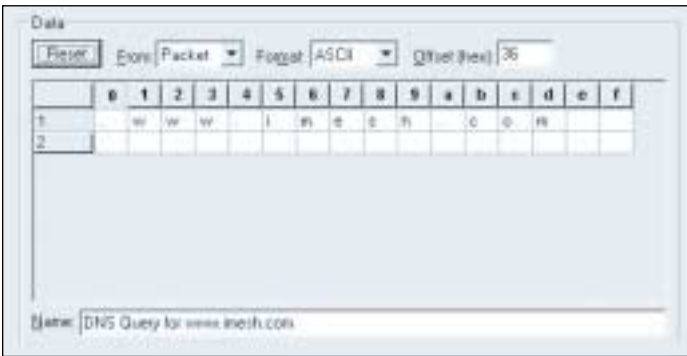 Data
Reset From Packet Format ASCII Offset (hex) 36
0 1 2 3 4 5 6 7 8 9 a b c d e f
1 . w w w . i m e s h . c o m
2
Name: DNS Query for www.imesh.com